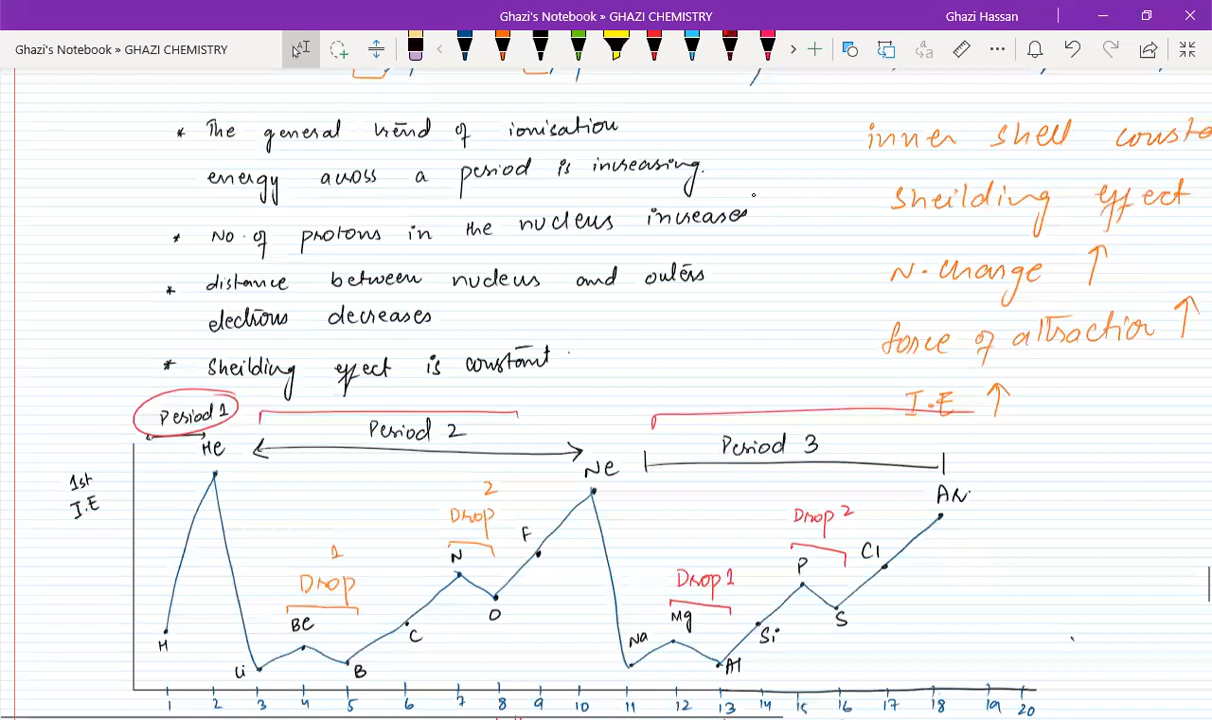 Ghazi's Notebook » GHAZI CHEMISTRY
Ghazi Hassan
Ghazi's Notebook » GHAZI CHEMISTRY
* The general trend of ionisation
energy across a period is increasing.
* No. of protons in the nucleus increases
* distance between nucleus and outers
electrons decreases
* Sheilding effect is constant
inner shell consta
Sheilding effect
N. Charge ↑
force of attraction ↑
I.E ↑
Period 1
Period 2
Period 3
1st
I.E
He
Ne
AN
2
Drop
Drop 2
F
Cl
N
P
1
Drop
Drop 1
Be
O
Mg
S
H
C
Na
Si
Li
B
Al
1 2 3 4 5 6 7 8 9 10 11 12 13 14 15 16 17 18 19 20